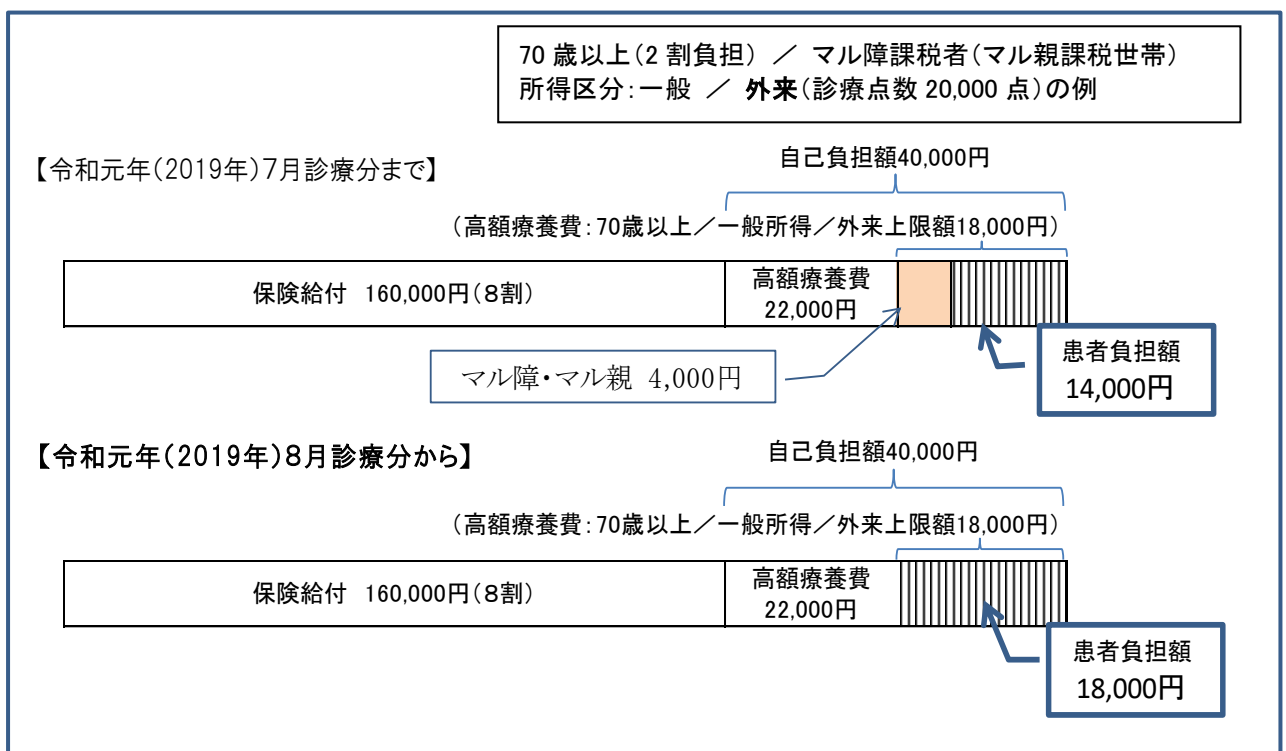 70 歳以上(2 割負担) / マル障課税者(マル親課税世帯)
所得区分:一般 / 外来(診療点数 20,000 点)の例
【令和元年(2019年)7月診療分まで】
自己負担額40,000円
(高額療養費:70歳以上/一般所得/外来上限額18,000円)
保険給付 160,000円(8割)
高額療養費
22,000円
マル障・マル親 4,000円
患者負担額
14,000円
【令和元年(2019年)8月診療分から】
自己負担額40,000円
(高額療養費:70歳以上/一般所得/外来上限額18,000円)
保険給付 160,000円(8割)
高額療養費
22,000円
患者負担額
18,000円